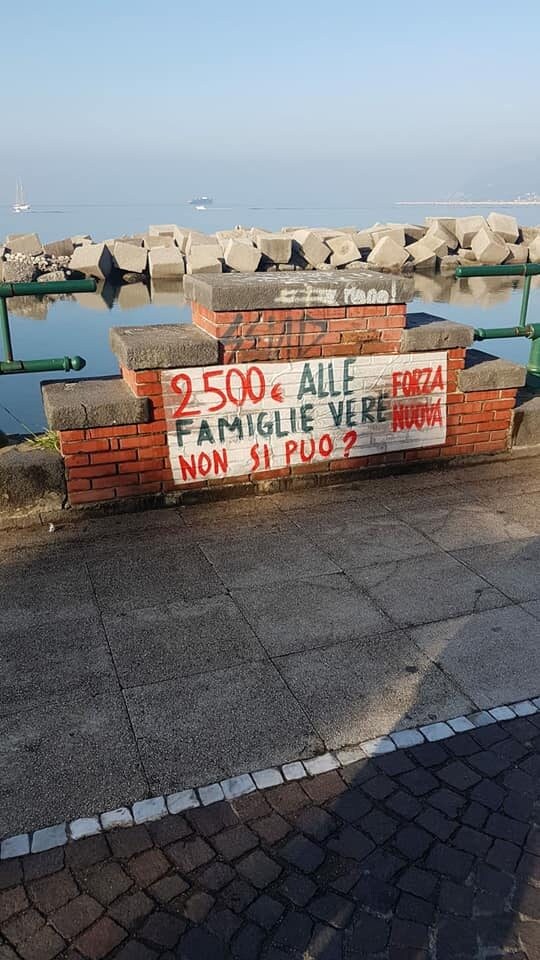 2500 € ALLE
FAMIGLIE VERE
NON SI PUO?
FORZA
NUOVA